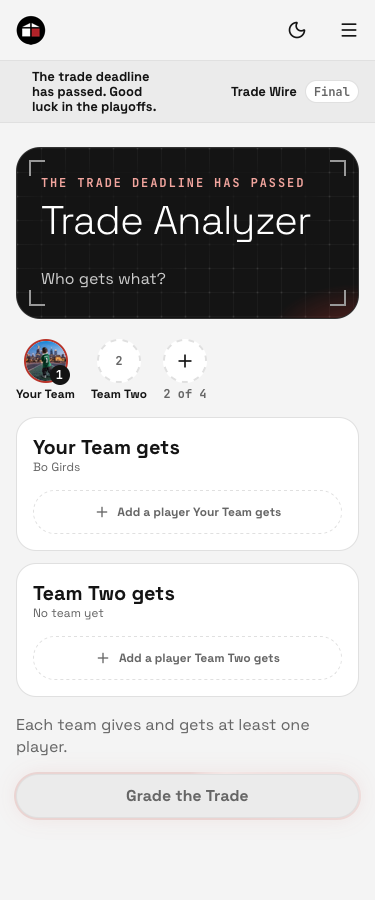 The trade deadline
has passed. Good
luck in the playoffs.
Trade Wire Final
THE TRADE DEADLINE HAS PASSED
Trade Analyzer
Who gets what?
1
2
Your Team
Team Two
2 of 4
Your Team gets
Bo Girds
Add a player Your Team gets
Team Two gets
No team yet
Add a player Team Two gets
Each team gives and gets at least one
player.
Grade the Trade